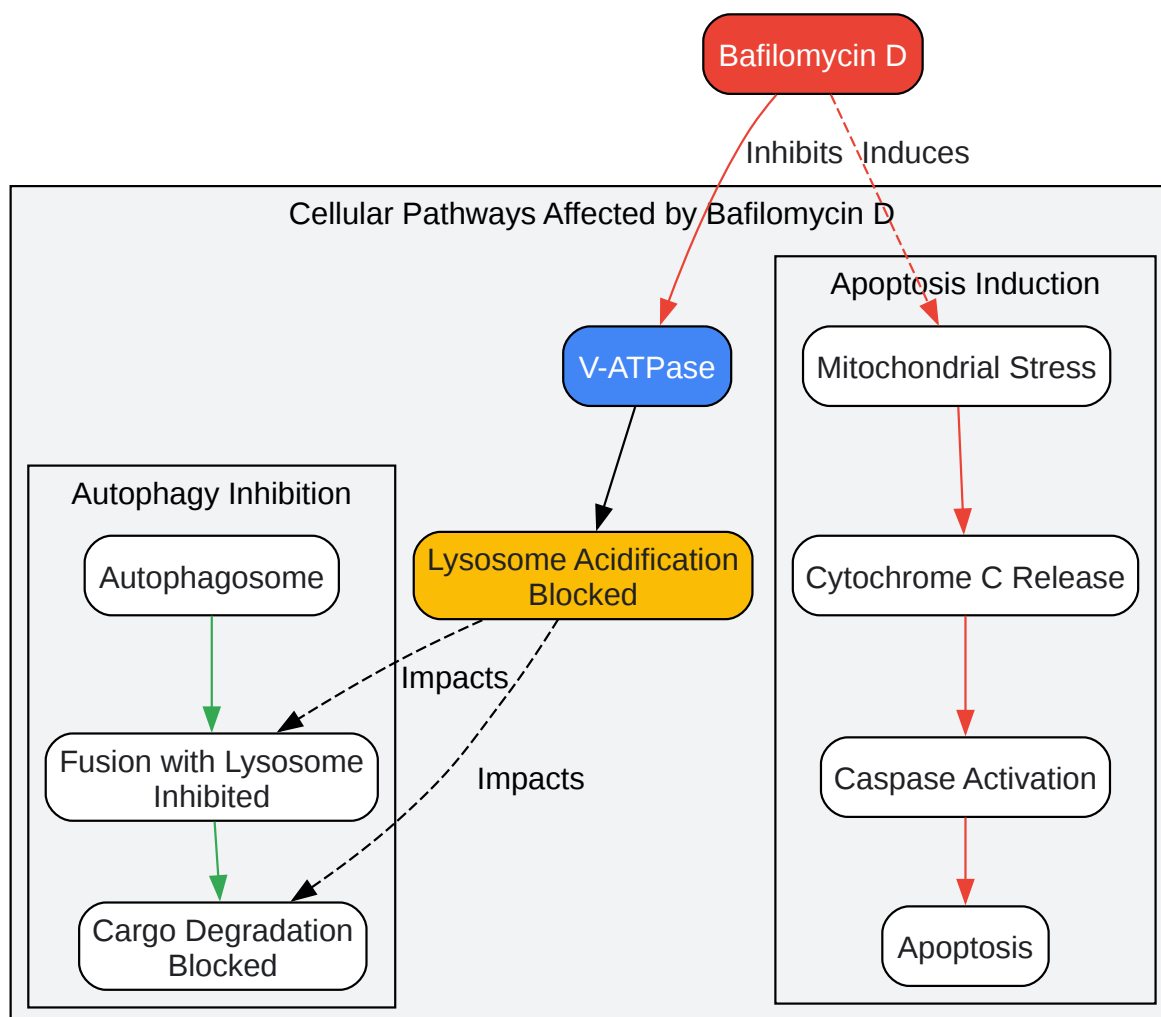 Bafilomycin D
Inhibits
Induces
Cellular Pathways Affected by Bafilomycin D
Apoptosis Induction
V-ATPase
Mitochondrial Stress
Autophagy Inhibition
Autophagosome
Lysosome Acidification
Blocked
Cytochrome C Release
Impacts
Fusion with Lysosome
Inhibited
Impacts
Caspase Activation
Cargo Degradation
Blocked
Apoptosis